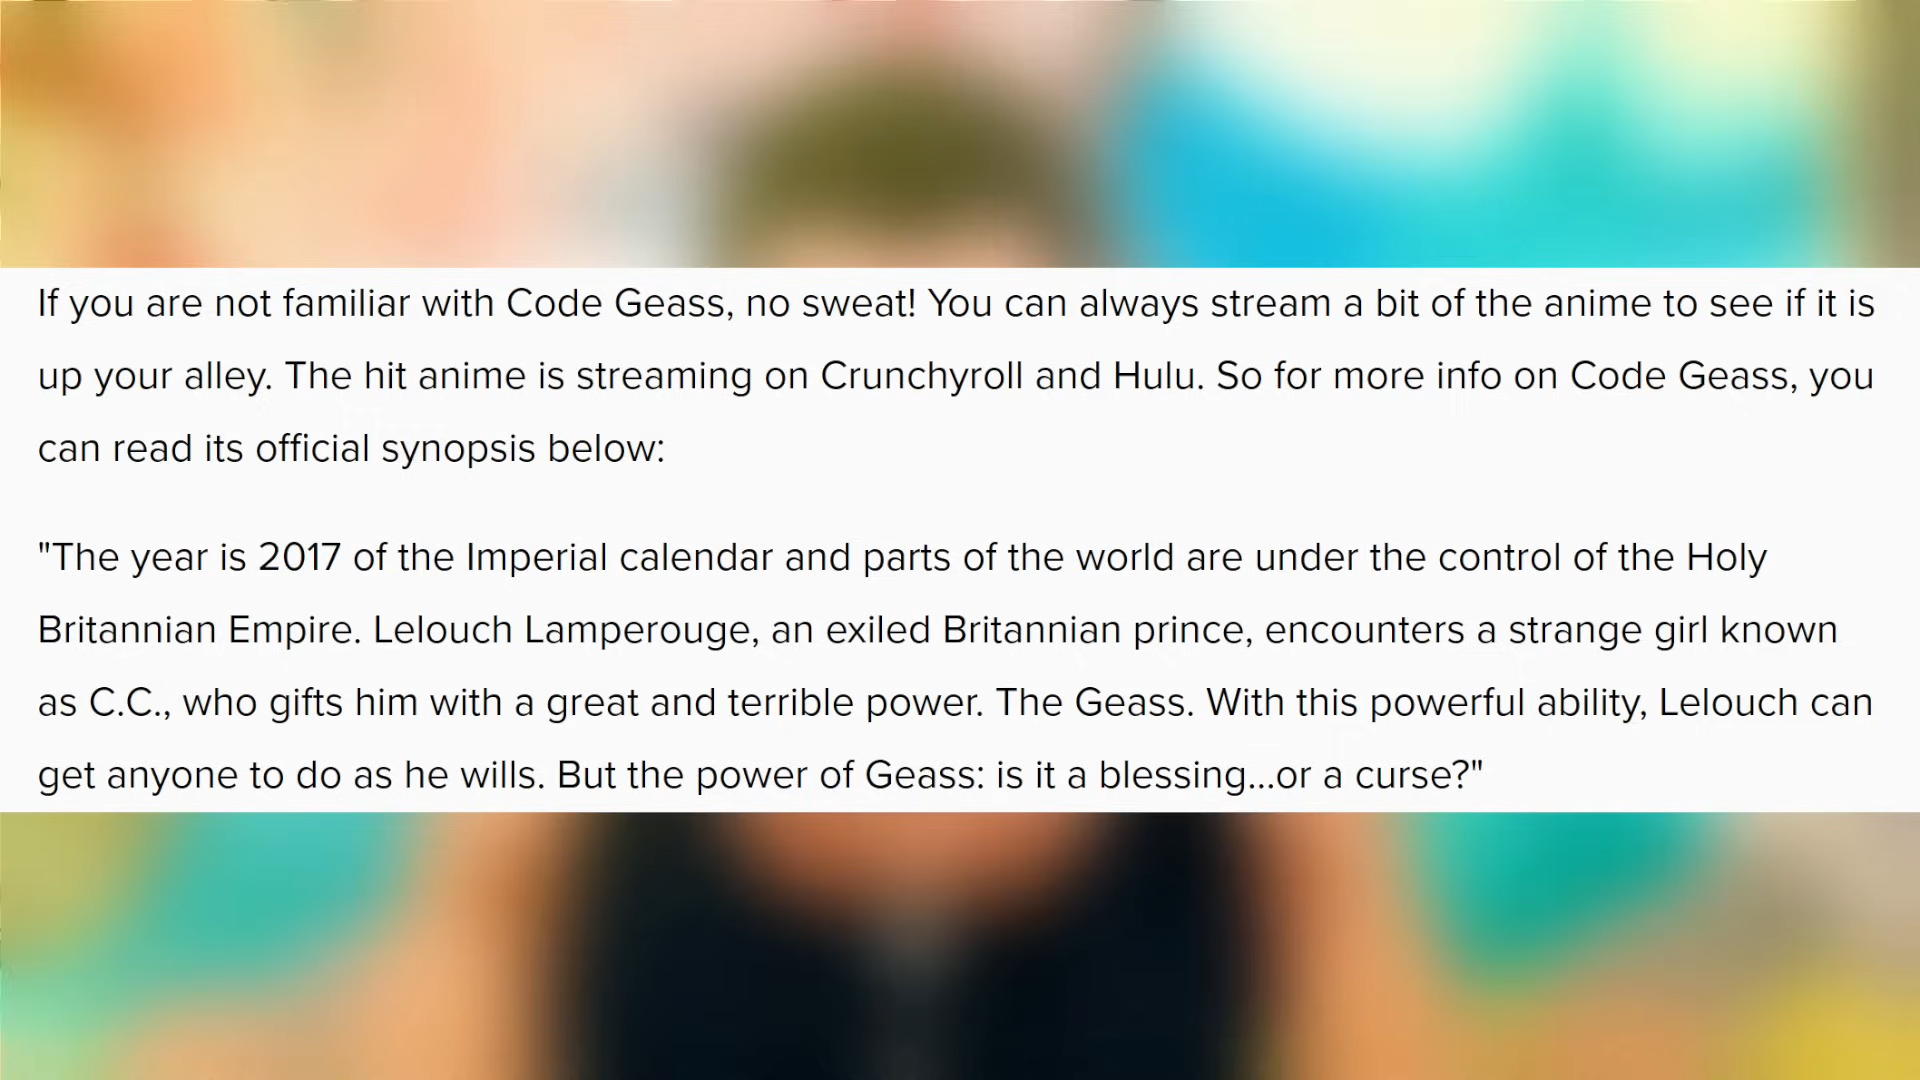 If you are not familiar with Code Geass, no sweat! You can always stream a bit of the anime to see if it is
up your alley. The hit anime is streaming on Crunchyroll and Hulu. So for more info on Code Geass, you
can read its official synopsis below:
"The year is 2017 of the Imperial calendar and parts of the world are under the control of the Holy
Britannian Empire. Lelouch Lamperouge, an exiled Britannian prince, encounters a strange girl known
as C.C., who gifts him with a great and terrible power. The Geass. With this powerful ability, Lelouch can
get anyone to do as he wills. But the power of Geass: is it a blessing...or a curse?"